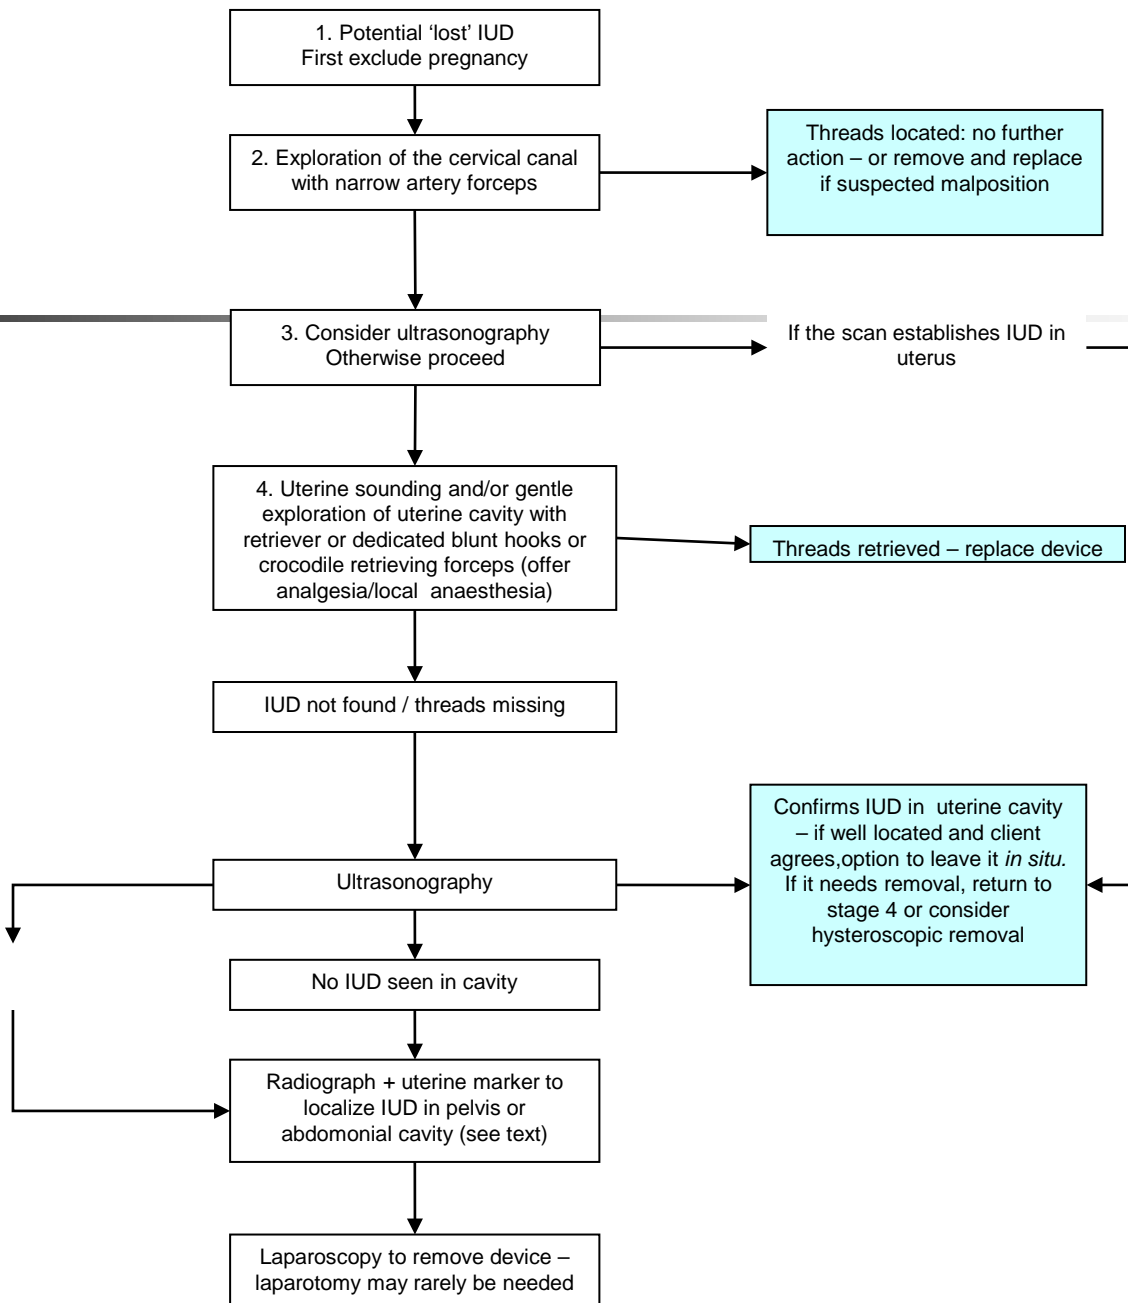 1. Potential ‘lost’ IUD
First exclude pregnancy
2. Exploration of the cervical canal
with narrow artery forceps
Threads located: no further
action – or remove and replace
if suspected malposition
3. Consider ultrasonography
Otherwise proceed
If the scan establishes IUD in
uterus
4. Uterine sounding and/or gentle
exploration of uterine cavity with
retriever or dedicated blunt hooks or
crocodile retrieving forceps (offer
analgesia/local anaesthesia)
Threads retrieved – replace device
IUD not found / threads missing
Ultrasonography
Confirms IUD in uterine cavity
– if well located and client
agrees,option to leave it in situ.
If it needs removal, return to
stage 4 or consider
hysteroscopic removal
No IUD seen in cavity
Radiograph + uterine marker to
localize IUD in pelvis or
abdomonial cavity (see text)
Laparoscopy to remove device –
laparotomy may rarely be needed